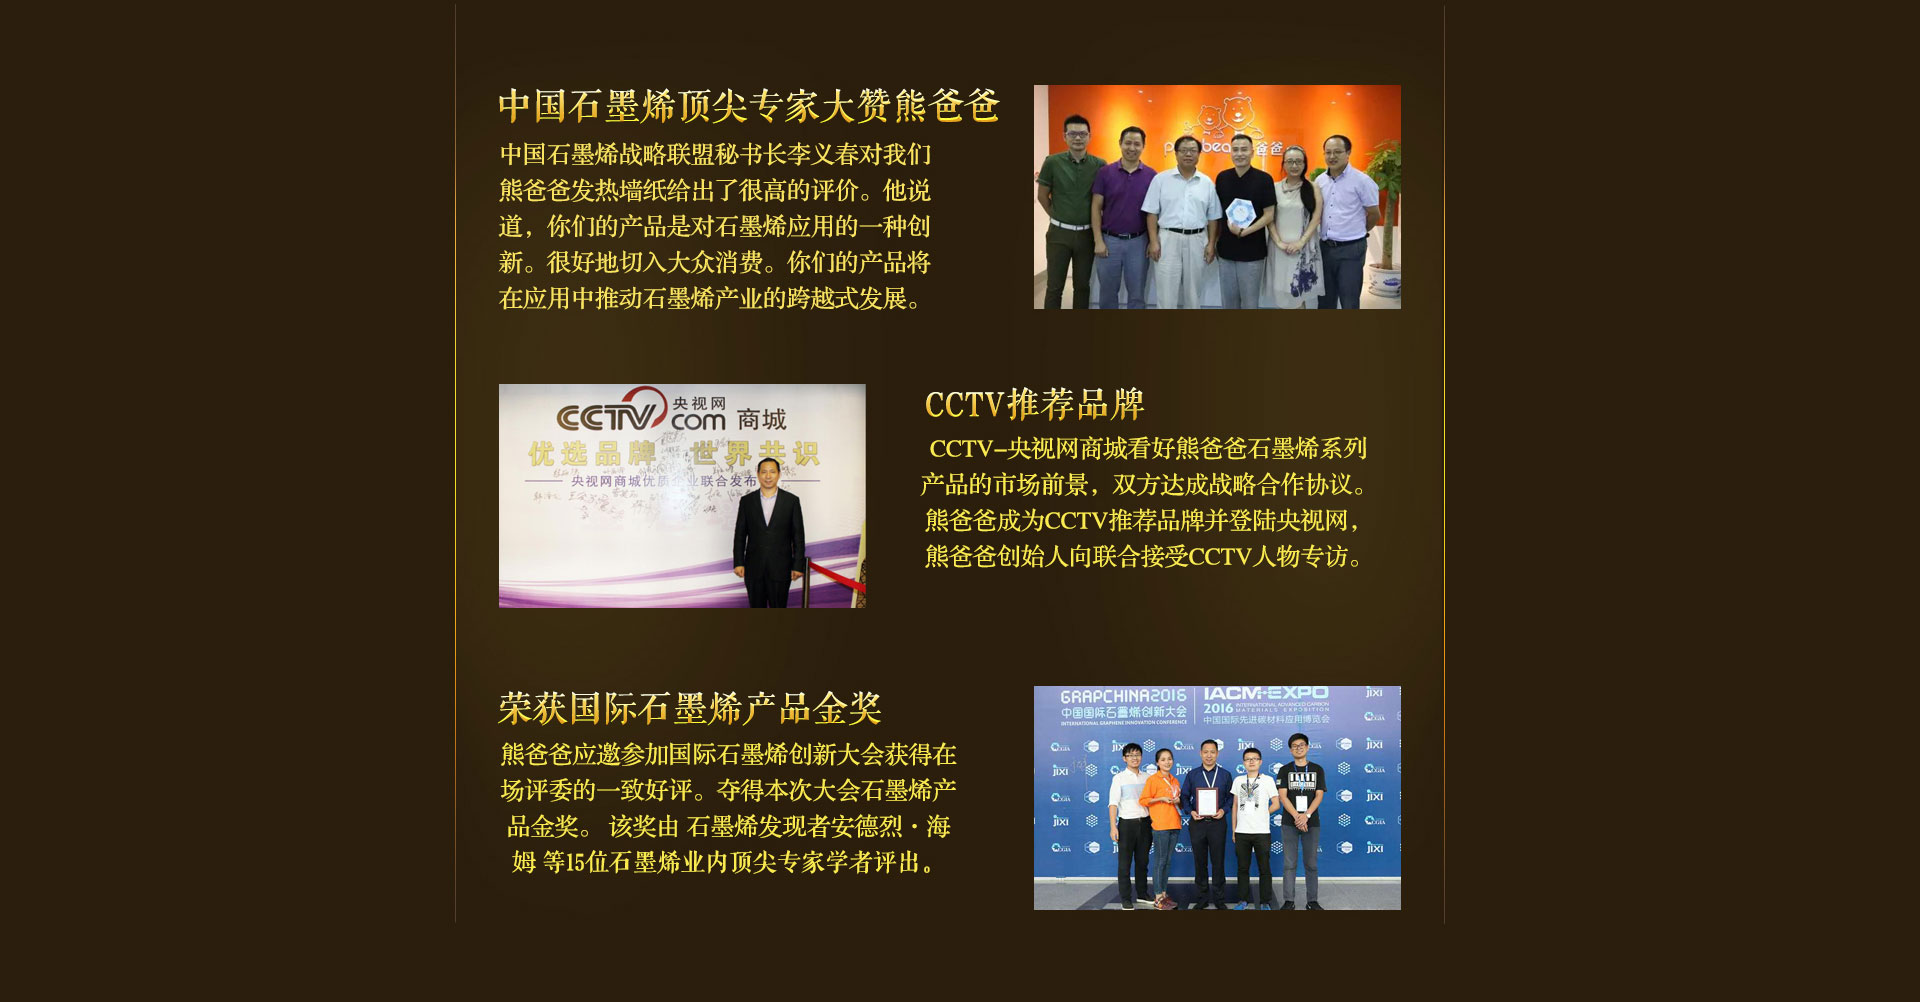 中国石墨烯顶尖专家大赞熊爸爸
中国石墨烯战略联盟秘书长李义春对我们
熊爸爸发热墙纸给出了很高的评价。他说
道，你们的产品是对石墨烯应用的一种创
新。很好地切入大众消费。你们的产品将
在应用中推动石墨烯产业的跨越式发展。
CCTV 央视网
com 商城
优选品牌 世界共识
央视网商城优质企业联合发布
CCTV推荐品牌
CCTV-央视网商城看好熊爸爸石墨烯系列
产品的市场前景，双方达成战略合作协议。
熊爸爸成为CCTV推荐品牌并登陆央视网，
熊爸爸创始人向联合接受CCTV人物专访。
荣获国际石墨烯产品金奖
熊爸爸应邀参加国际石墨烯创新大会获得在
场评委的一致好评。夺得本次大会石墨烯产
品金奖。 该奖由 石墨烯发现者安德烈·海
姆 等15位石墨烯业内顶尖专家学者评出。
GRAPCHINA2016
中国国际石墨烯创新大会
INTERNATIONAL GRAPHENE INNOVATION CONFERENCE
IACM-EXPO
2016 INTERNATIONAL ADVANCED CARBON
MATERIALS EXPOSITION
中国国际先进碳材料应用博览会
JIXI